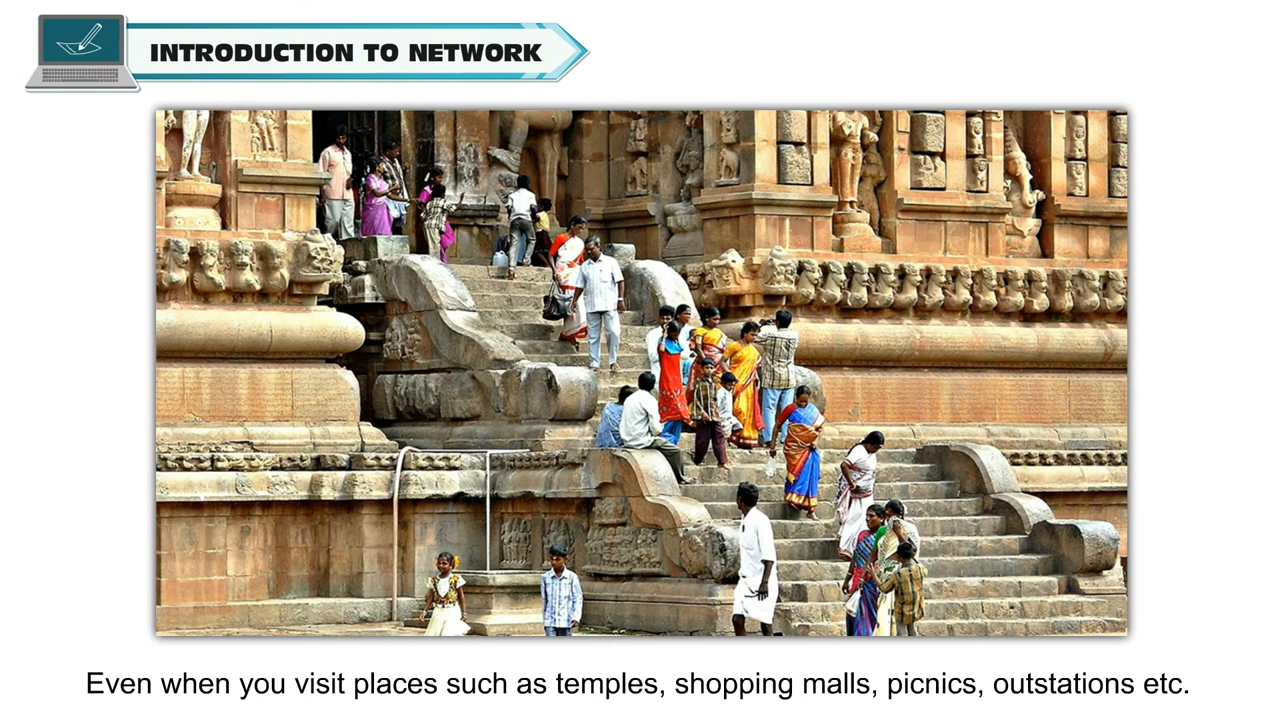 INTRODUCTION TO NETWORK
Even when you visit places such as temples, shopping malls, picnics, outstations etc.